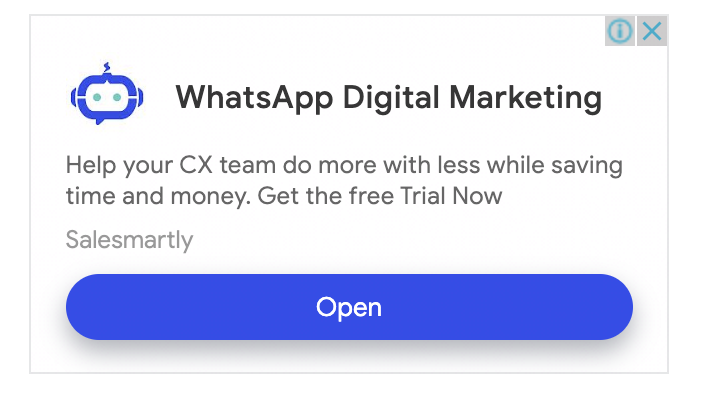 WhatsApp Digital Marketing
Help your CX team do more with less while saving
time and money. Get the free Trial Now
Salesmartly
Open